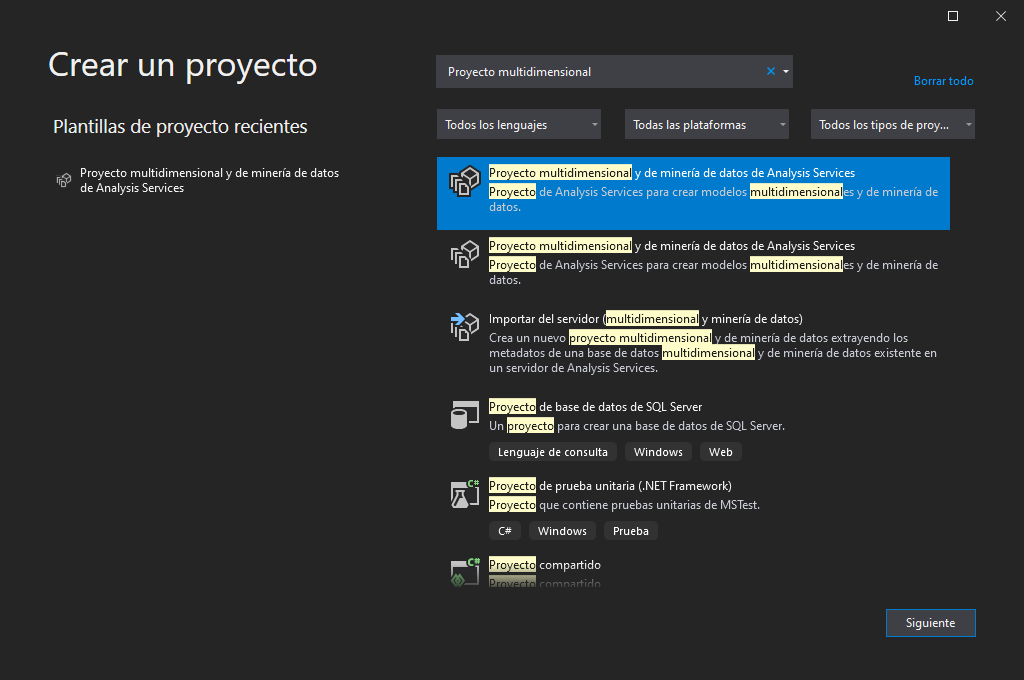 Crear un proyecto
Plantillas de proyecto recientes
Proyecto multidimensional y de minería de datos
de Analysis Services
Proyecto multidimensional
Borrar todo
Todos los lenguajes
Todas las plataformas
Todos los tipos de proy...
Proyecto multidimensional y de minería de datos de Analysis Services
Proyecto de Analysis Services para crear modelos multidimensionales y de minería de
datos.
Proyecto multidimensional y de minería de datos de Analysis Services
Proyecto de Analysis Services para crear modelos multidimensionales y de minería de
datos.
Importar del servidor (multidimensional y minería de datos)
Crea un nuevo proyecto multidimensional y de minería de datos extrayendo los
metadatos de una base de datos multidimensional y de minería de datos existente en
un servidor de Analysis Services.
Proyecto de base de datos de SQL Server
Un proyecto para crear una base de datos de SQL Server.
Lenguaje de consulta
Windows
Web
C#
Proyecto de prueba unitaria (.NET Framework)
Proyecto que contiene pruebas unitarias de MSTest.
C#
Windows
Prueba
C#
Proyecto compartido
Proyecto compartido
Siguiente